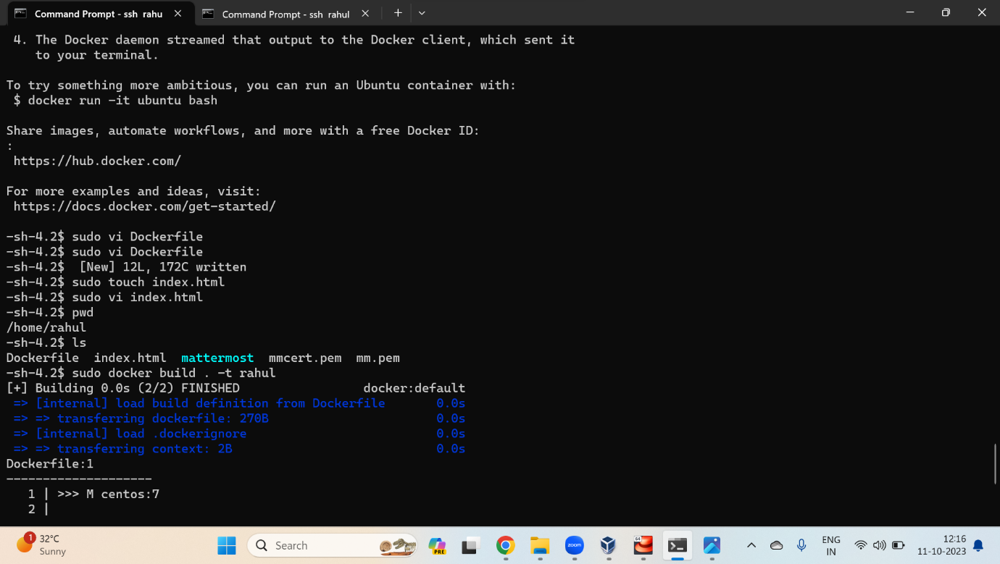 Command Prompt - ssh rahu
Command Prompt - ssh rahul
4. The Docker daemon streamed that output to the Docker client, which sent it
to your terminal.
To try something more ambitious, you can run an Ubuntu container with:
$ docker run -it ubuntu bash
Share images, automate workflows, and more with a free Docker ID:
:
https://hub.docker.com/
For more examples and ideas, visit:
https://docs.docker.com/get-started/
-sh-4.2$ sudo vi Dockerfile
-sh-4.2$ sudo vi Dockerfile
-sh-4.2$  [New] 12L, 172C written
-sh-4.2$ sudo touch index.html
-sh-4.2$ sudo vi index.html
-sh-4.2$ pwd
/home/rahul
-sh-4.2$ ls
Dockerfile  index.html  mattermost  mmcert.pem  mm.pem
-sh-4.2$ sudo docker build . -t rahul
[+] Building 0.0s (2/2) FINISHED docker:default
=> [internal] load build definition from Dockerfile 0.0s
=> => transferring dockerfile: 270B 0.0s
=> [internal] load .dockerignore 0.0s
=> => transferring context: 2B 0.0s
Dockerfile:1
--------------------
1 | >>> M centos:7
2 |
1
32°C
Sunny
Search
PRE
zoom
64
ENG
IN
12:16
11-10-2023